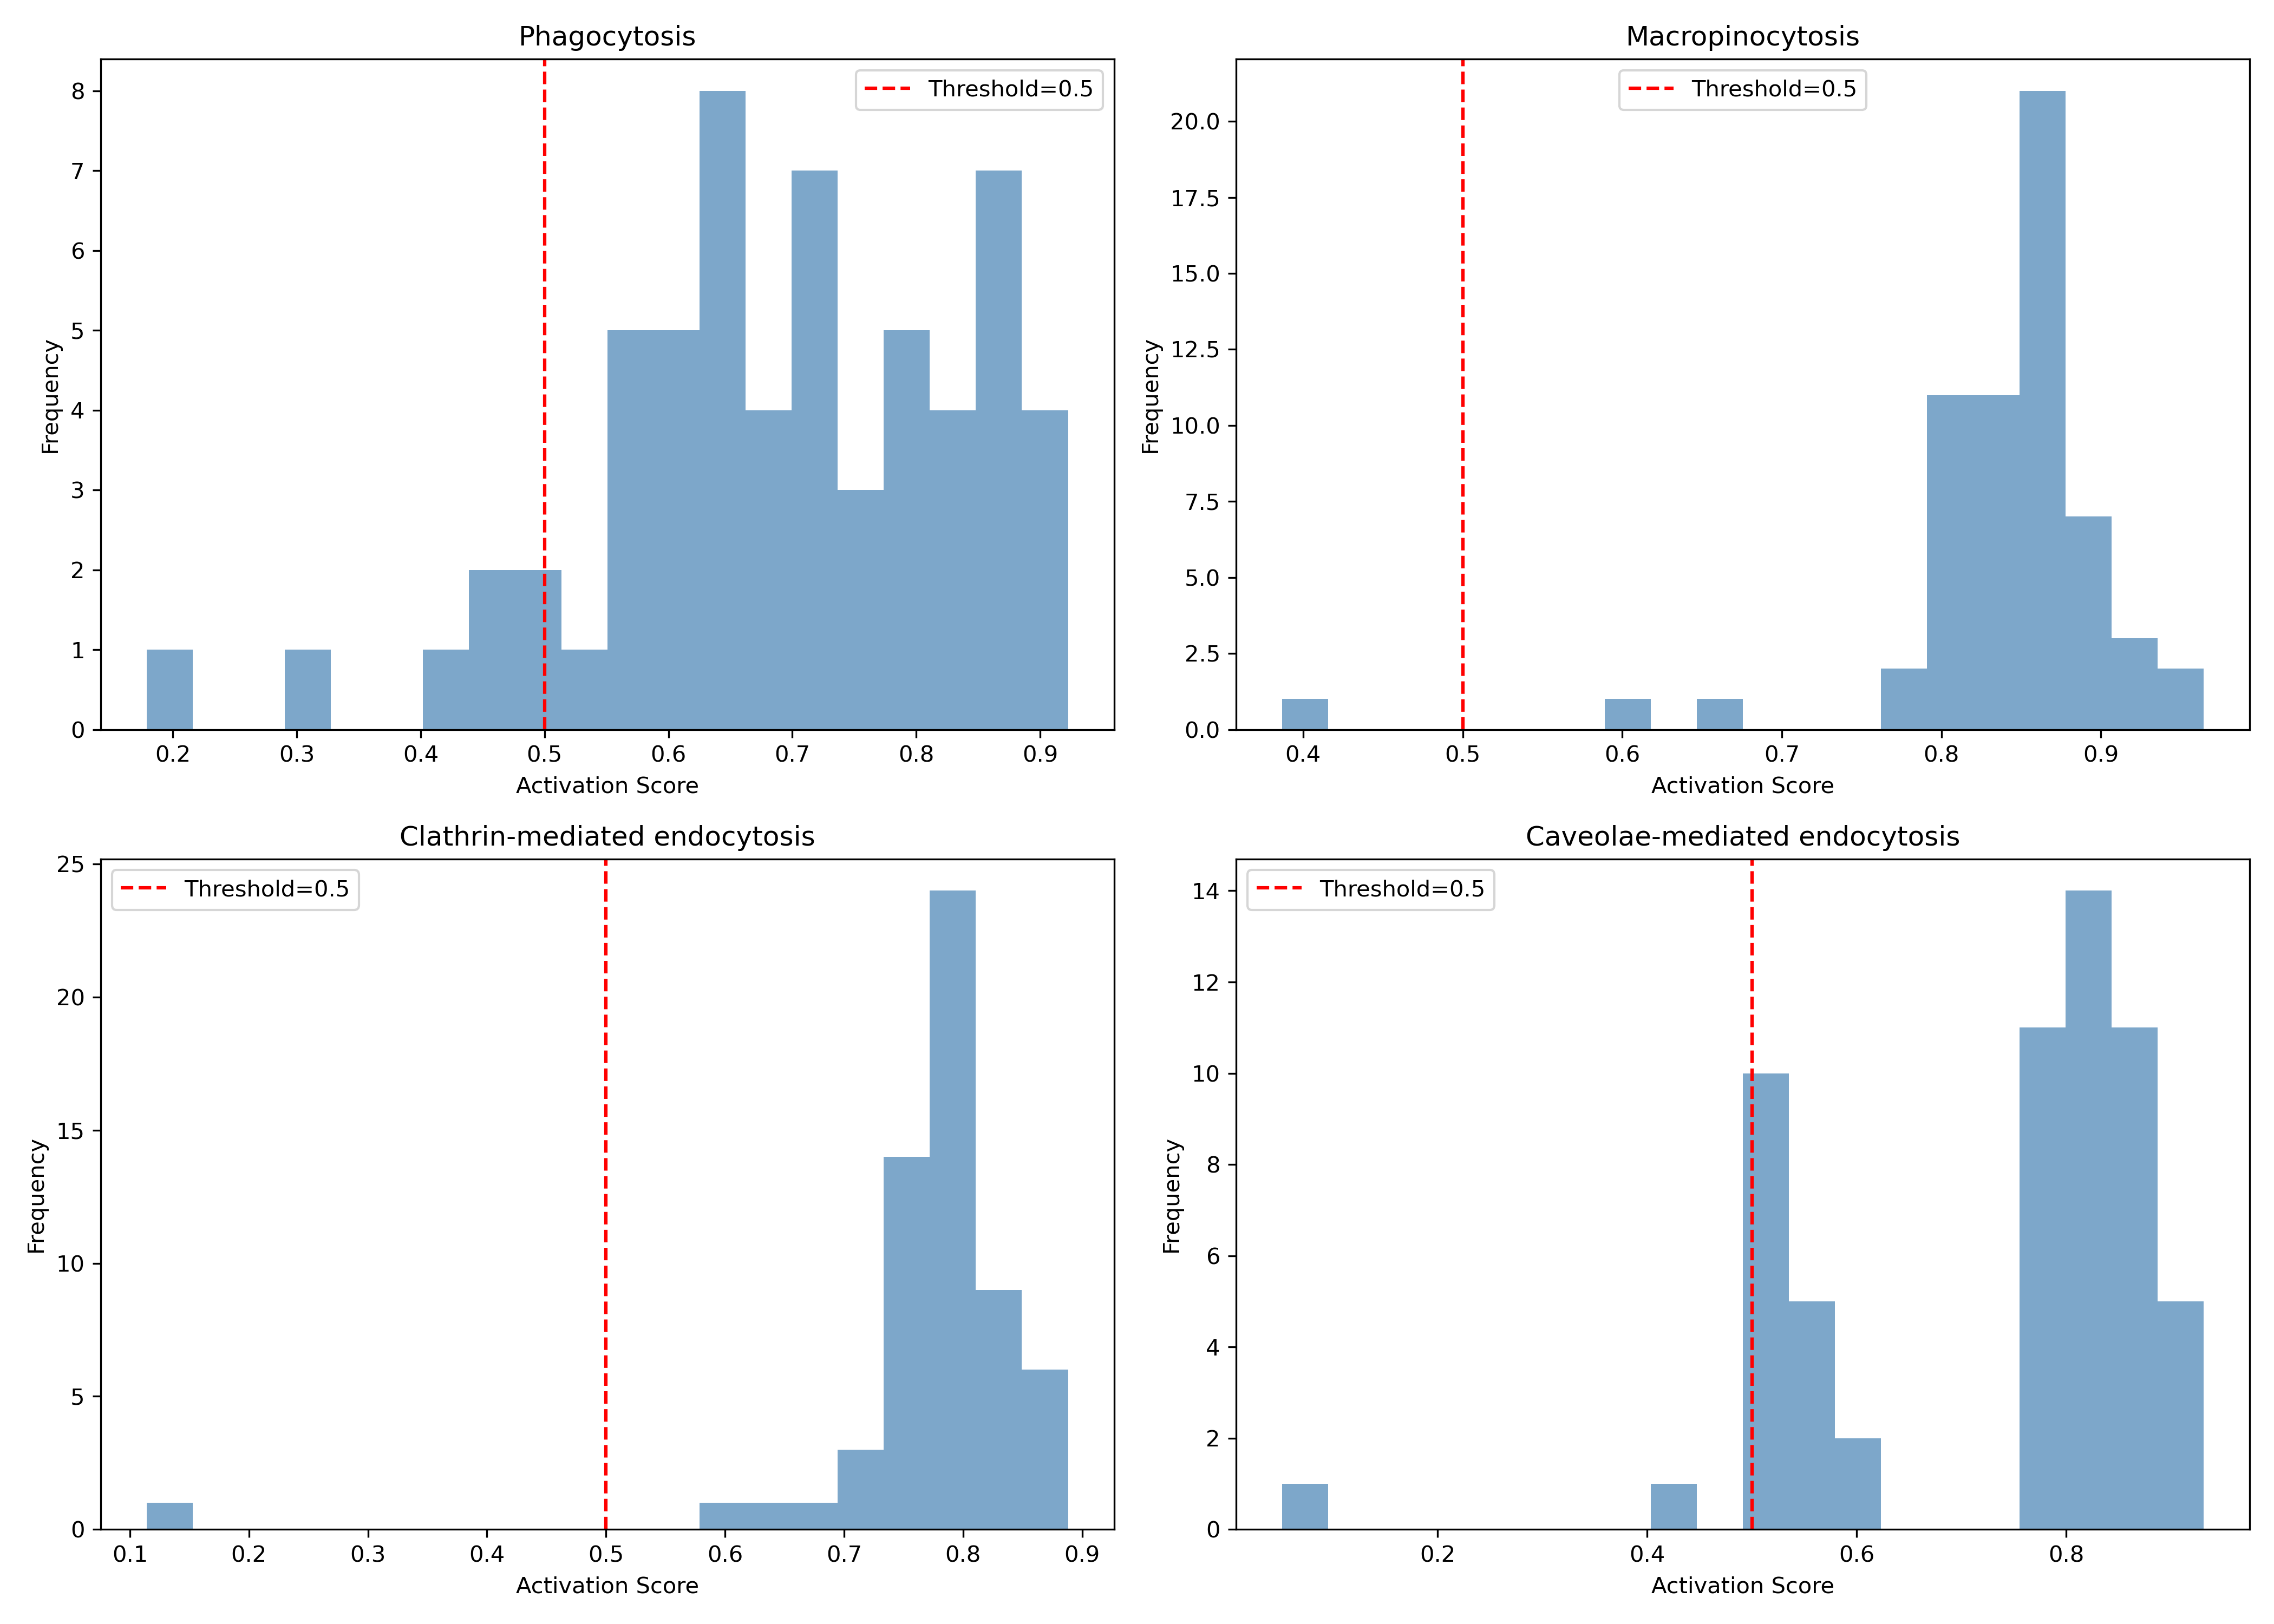 Phagocytosis
Threshold=0.5
Frequency
8
7
6
5
4
3
2
1
0
0.2 0.3 0.4 0.5 0.6 0.7 0.8 0.9
Activation Score
Macropinocytosis
Threshold=0.5
Frequency
20.0
17.5
15.0
12.5
10.0
7.5
5.0
2.5
0.0
0.4 0.5 0.6 0.7 0.8 0.9
Activation Score
Clathrin-mediated endocytosis
Threshold=0.5
Frequency
25
20
15
10
5
0
0.1 0.2 0.3 0.4 0.5 0.6 0.7 0.8 0.9
Activation Score
Caveolae-mediated endocytosis
Threshold=0.5
Frequency
14
12
10
8
6
4
2
0
0.2 0.4 0.6 0.8
Activation Score